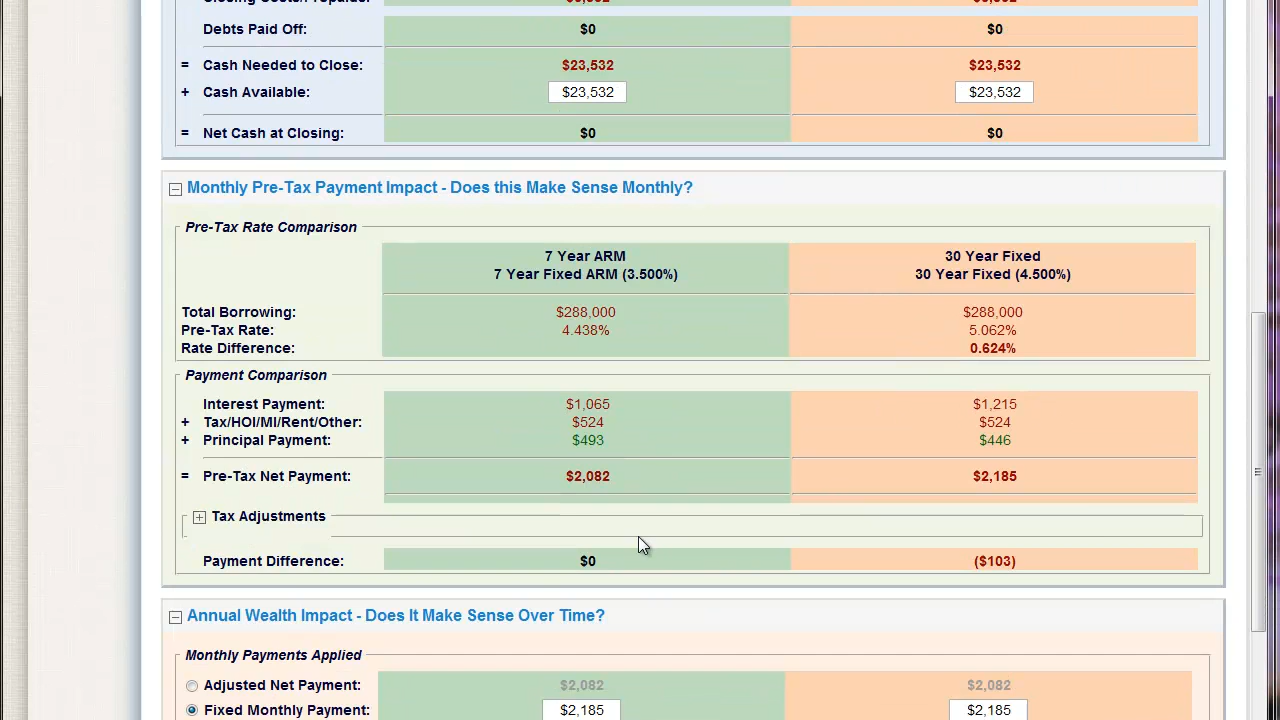 Debts Paid Off: $0 $0
= Cash Needed to Close: $23,532 $23,532
+ Cash Available: $23,532 $23,532
= Net Cash at Closing: $0 $0
Monthly Pre-Tax Payment Impact - Does this Make Sense Monthly?
Pre-Tax Rate Comparison
7 Year ARM 30 Year Fixed
7 Year Fixed ARM (3.500%) 30 Year Fixed (4.500%)
Total Borrowing: $288,000 $288,000
Pre-Tax Rate: 4.438% 5.062%
Rate Difference: 0.624%
Payment Comparison
Interest Payment: $1,065 $1,215
+ Tax/HOI/MI/Rent/Other: $524 $524
+ Principal Payment: $493 $446
= Pre-Tax Net Payment: $2,082 $2,185
Tax Adjustments
Payment Difference: $0 ($103)
Annual Wealth Impact - Does It Make Sense Over Time?
Monthly Payments Applied
Adjusted Net Payment: $2,082 $2,082
Fixed Monthly Payment: $2,185 $2,185